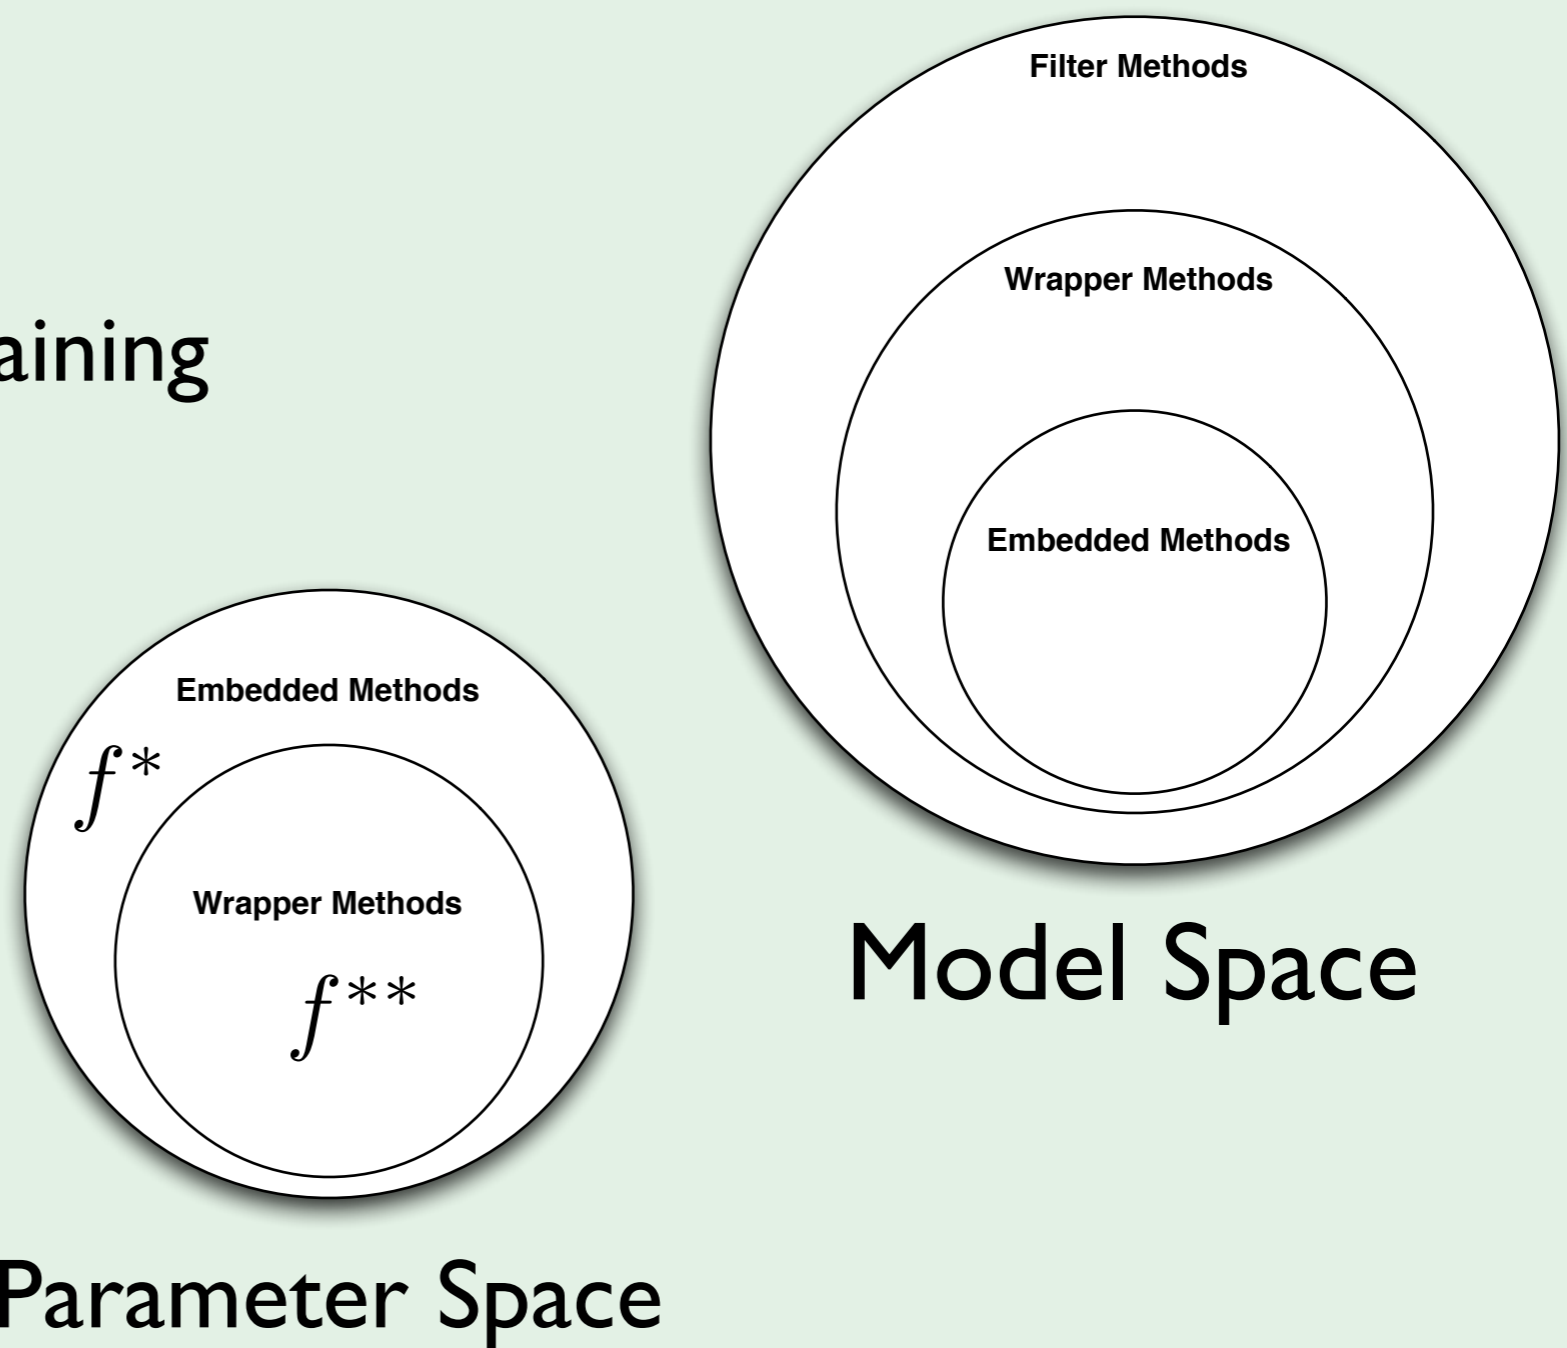 Filter Methods
Wrapper Methods
Embedded Methods
Model Space
aining
Embedded Methods
f**
Wrapper Methods
f***
Parameter Space